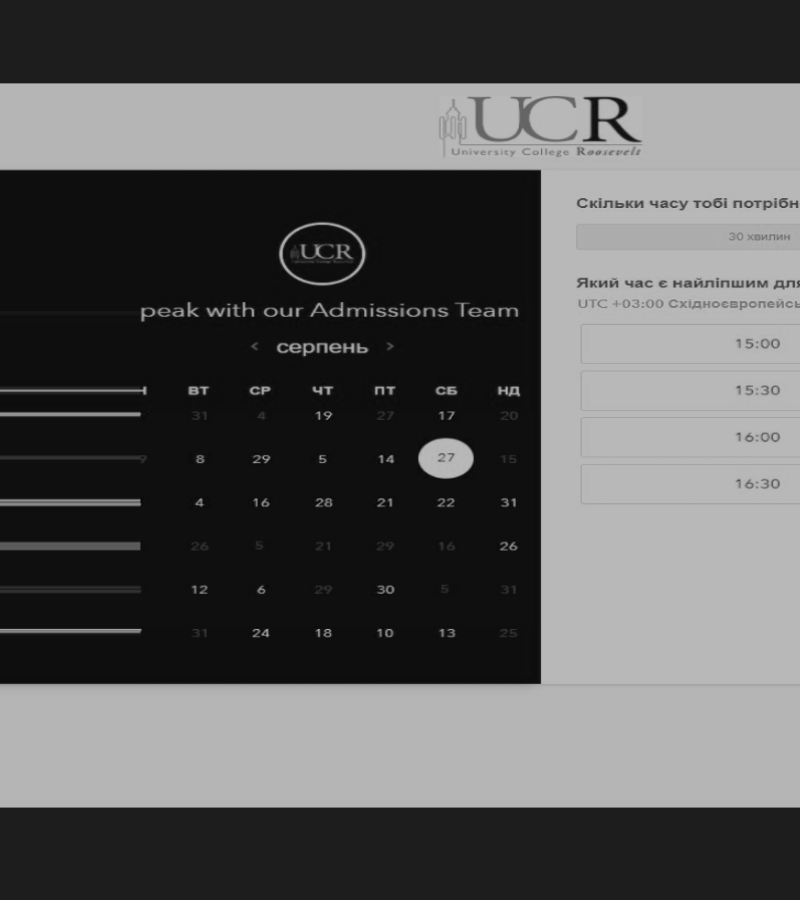 UCR
University College Roosevelt
UCR
peak with our Admissions Team
< серпень >
ВТ СР ЧТ ПТ СБ НД
31 4 19 27 17 20
9 8 29 5 14 27 15
4 16 28 21 22 31
26 5 21 29 16 26
12 6 29 30 5 31
31 24 18 10 13 25
Скільки часу тобі потрібн
30 хвилин
Який час є найліпшим для
UTC +03:00 Східноєвропейсь
15:00
15:30
16:00
16:30